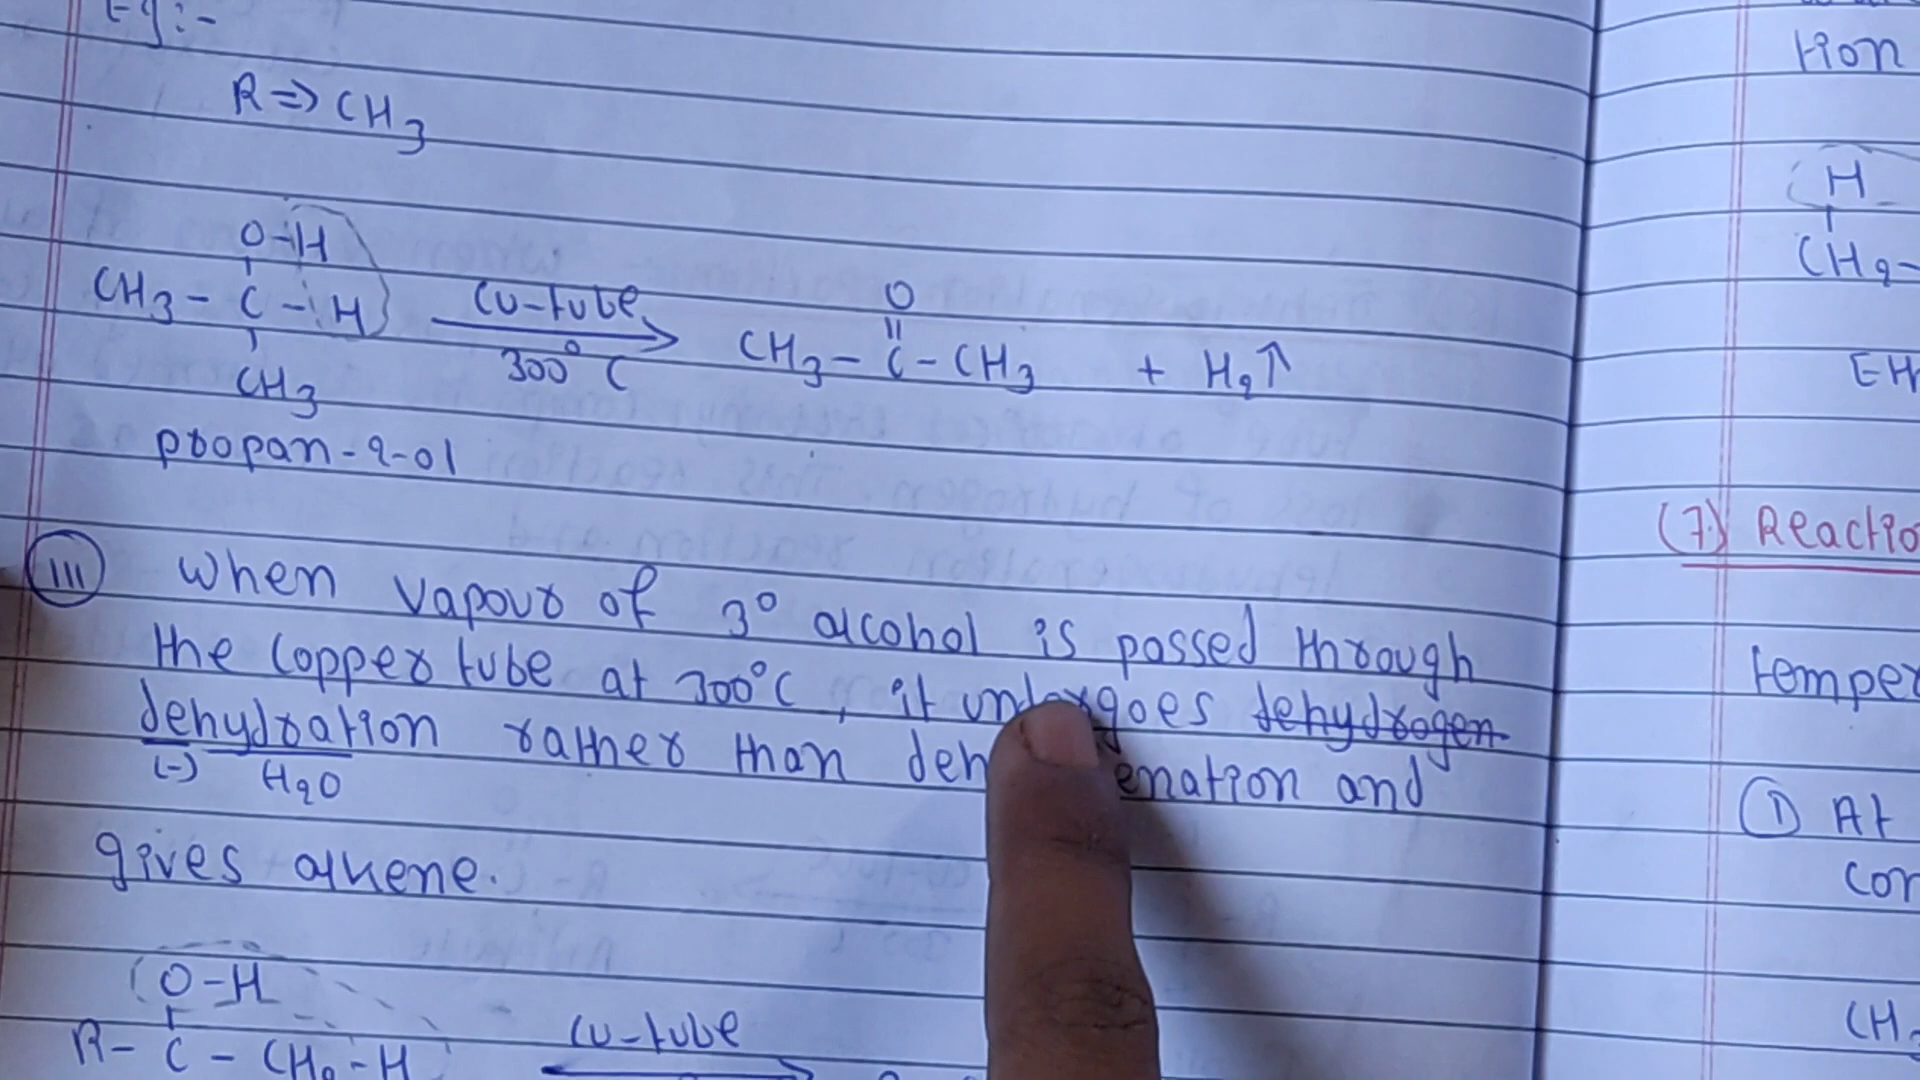 Eg:-
R => CH3
O-H
CH3 - C - H Cu-tube 300°C CH3 - C - CH3 + H2↑
O
CH3
propan-2-ol
(iii) When vapour of 3° alcohol is passed through
the copper tube at 300°C, it undergoes dehydrogen
dehydration rather than enation and
(-) H2O
gives alkene.
O-H
R - C - CH2 - H Cu-tube
tion
H
CH2-
(7) Reactio
temper
① At
CH